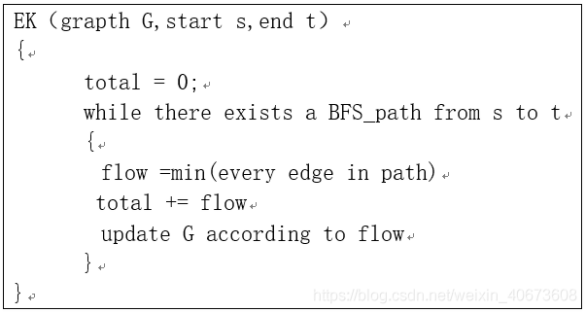 EK（grapth G,start s,end t）↵
{↵
total = 0;↵
while there exists a BFS_path from s to t↵
{↵
flow =min(every edge in path)↵
total += flow↵
update G according to flow↵
}↵
}↵
https://blog.csdn.net/weixin_40673608